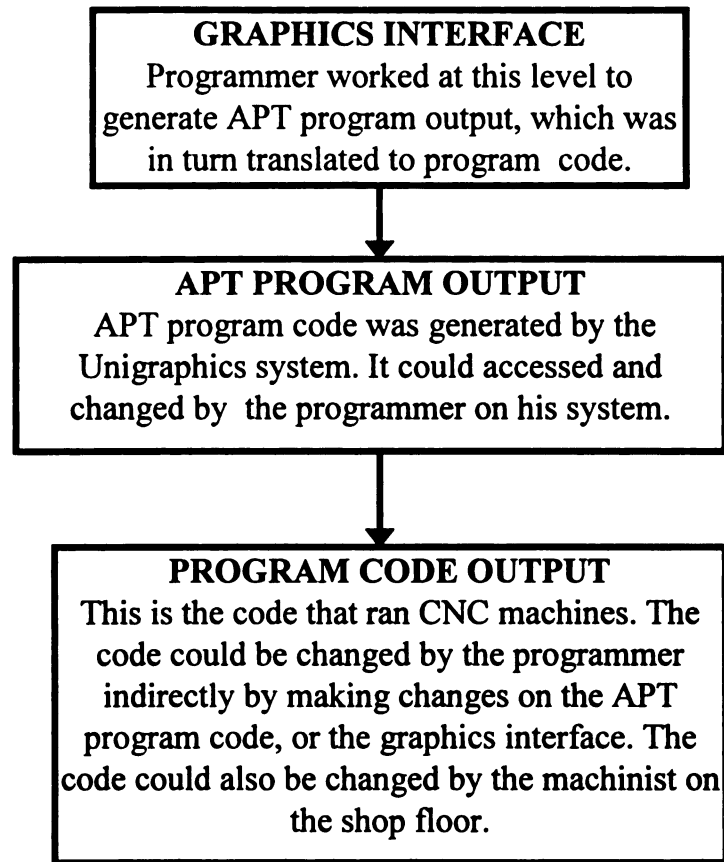 GRAPHICS INTERFACE
Programmer worked at this level to
generate APT program output, which was
in turn translated to program code.
APT PROGRAM OUTPUT
APT program code was generated by the
Unigraphics system. It could accessed and
changed by the programmer on his system.
PROGRAM CODE OUTPUT
This is the code that ran CNC machines. The
code could be changed by the programmer
indirectly by making changes on the APT
program code, or the graphics interface. The
code could also be changed by the machinist on
the shop floor.